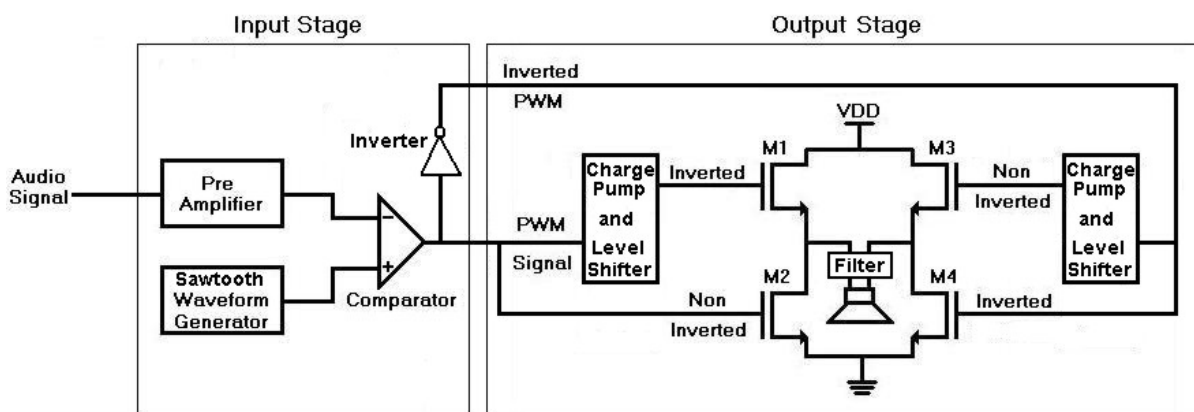 Input Stage
Output Stage
Audio
Signal
Pre
Amplifier
Sawtooth
Waveform
Generator
Inverter
Comparator
Inverted
PWM
PWM
Signal
Charge
Pump
and
Level
Shifter
Inverted
Non
Inverted
VDD
M1
M3
M2
M4
Filter
Non
Inverted
Inverted
Charge
Pump and
Level
Shifter